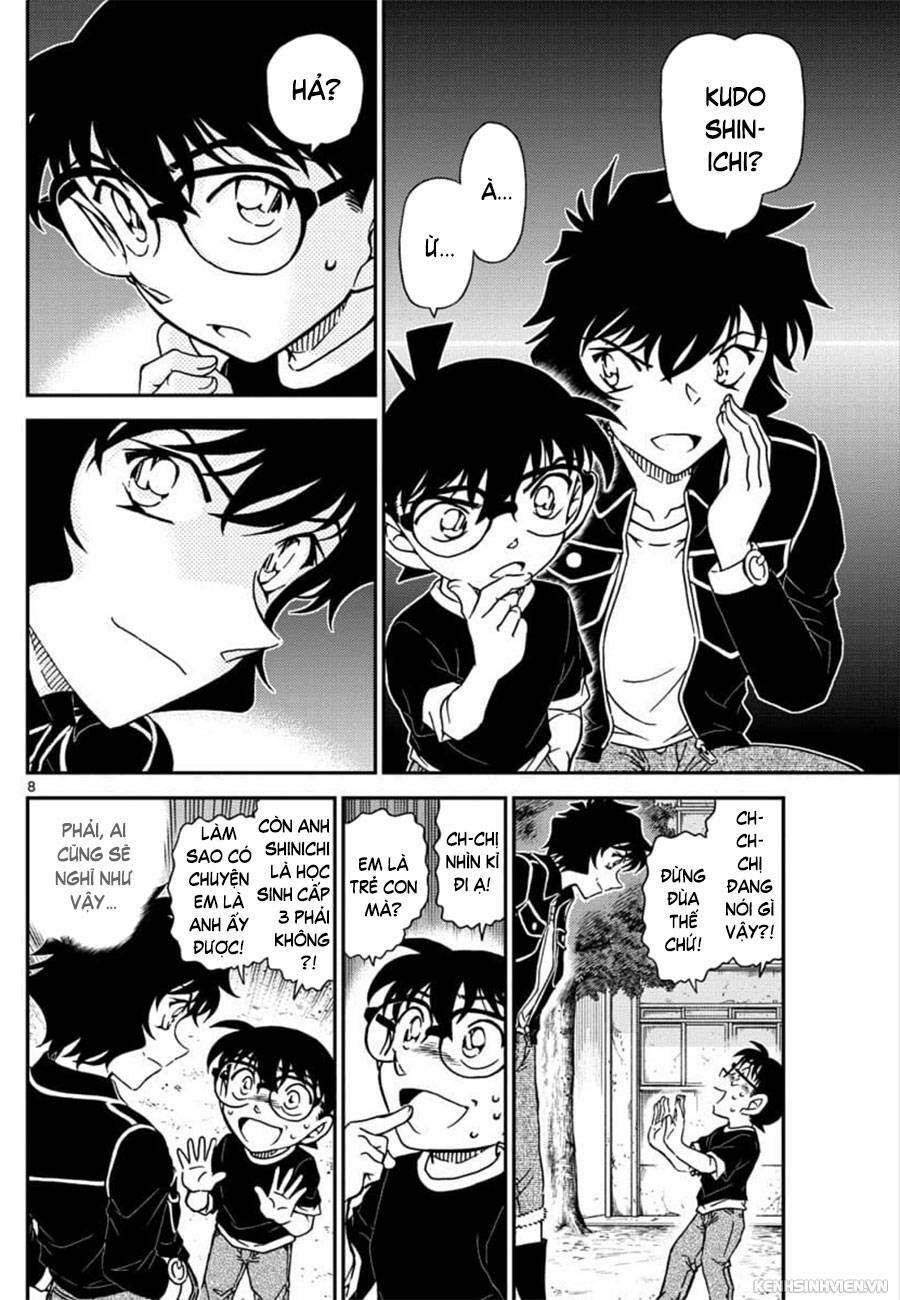 KUDO
SHIN-
ICHI?
À...
Ừ...
HẢ?
8
CH-
CH-
CHỊ
ĐANG
NÓI GÌ
VẬY?!
ĐỪNG
ĐÙA THẾ
CHỨ!
CH-CHỊ
NHÌN KĨ
ĐI Ạ!
EM LÀ
TRẺ CON
MÀ?
CÒN ANH
SHINICHI
LÀ HỌC
SINH CẤP
3 PHẢI
KHÔNG
?!
LÀM
SAO CÓ
CHUYỆN
EM LÀ
ANH ẤY
ĐƯỢC!
PHẢI, AI
CŨNG SẼ
NGHĨ NHƯ
VẬY...
KENHSINHVIEN.VN